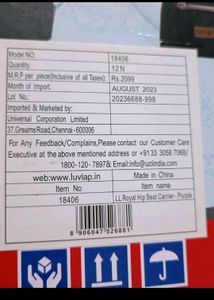 Model NO: 18406
Quantity: 12 N
M.R.P per piece(Inclusive of all Taxes): Rs.2099
Month of Import: AUGUST 2023
Lot No.: 20236688-998
Imported & Marketed by:
Universal Corporation Limited
37,Greams Road,Chennai -600006
For Any Feedback/Complaints,Please contact our Customer Care
Executive at the above mentioned address or +91 33 3058 7068/
1800-120-7897& Email:info@uclindia.com
web:www.luvlap.in Made in China
Item No Item name
18406 LL Royal Hip Seat Carrier - Purple
8 906047 526881